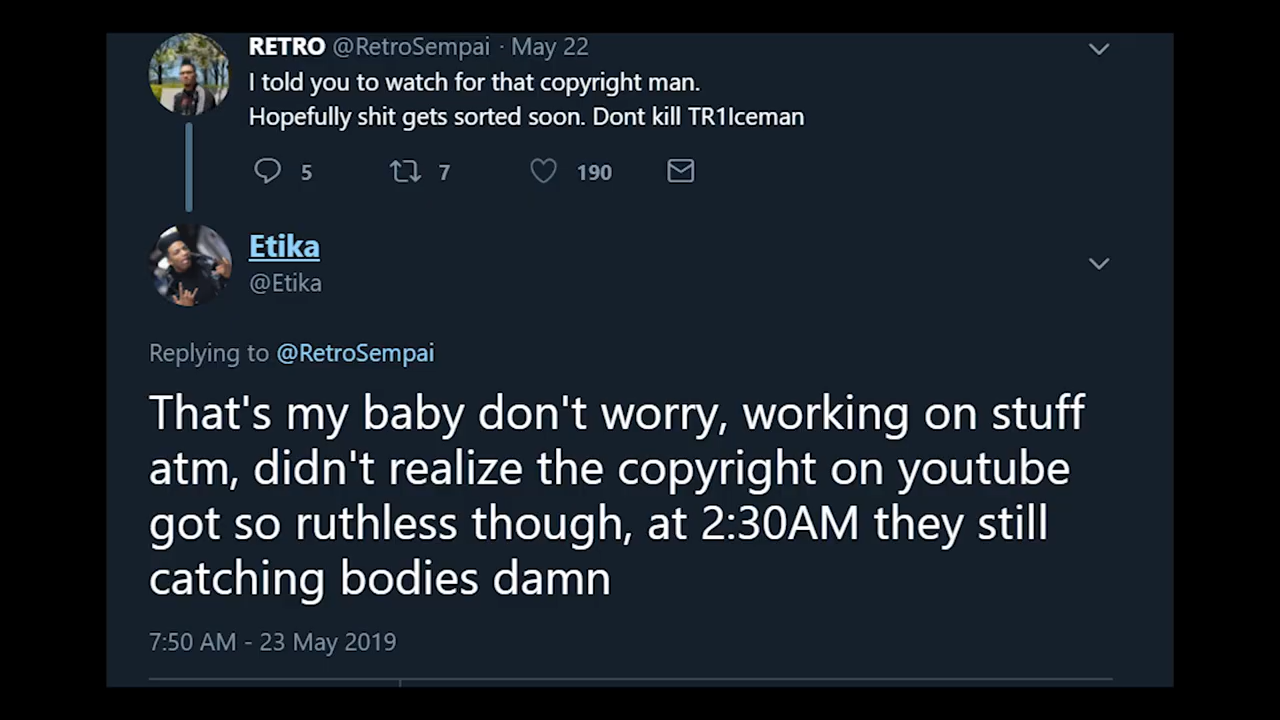 RETRO @RetroSempai · May 22
I told you to watch for that copyright man.
Hopefully shit gets sorted soon. Dont kill TR1Iceman
5 7 190
Etika
@Etika
Replying to @RetroSempai
That's my baby don't worry, working on stuff
atm, didn't realize the copyright on youtube
got so ruthless though, at 2:30AM they still
catching bodies damn
7:50 AM - 23 May 2019